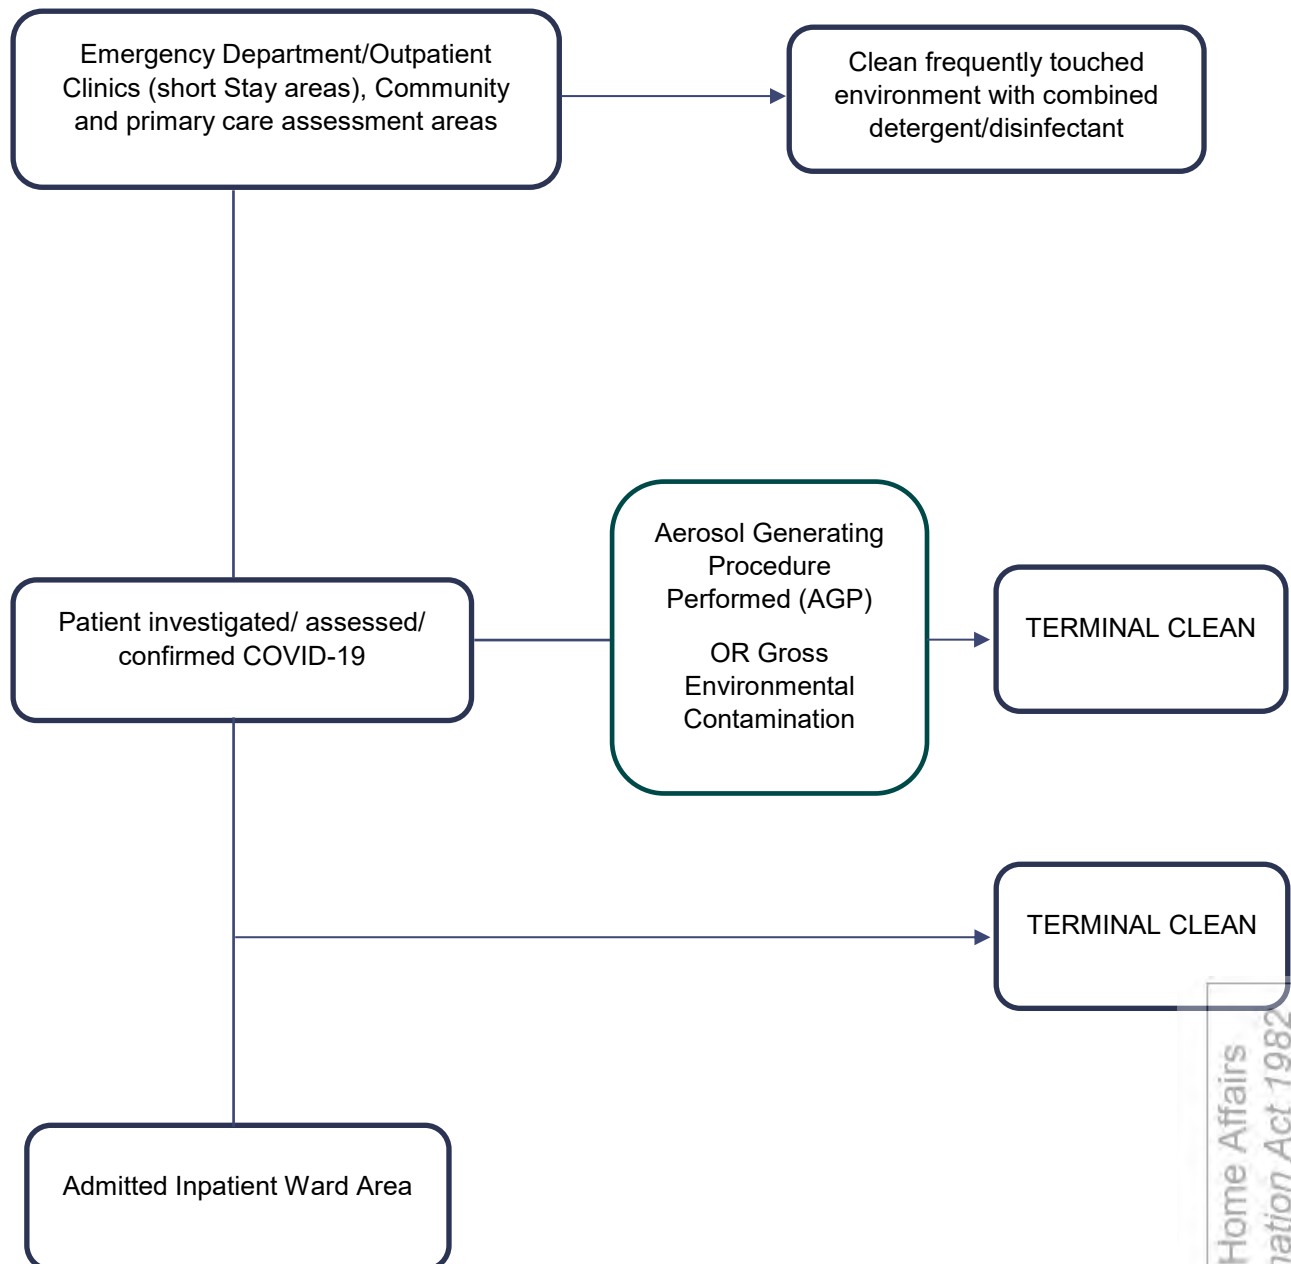 Emergency Department/Outpatient
Clinics (short Stay areas), Community
and primary care assessment areas
Clean frequently touched
environment with combined
detergent/disinfectant
Patient investigated/ assessed/
confirmed COVID-19
Aerosol Generating
Procedure
Performed (AGP)
OR Gross
Environmental
Contamination
TERMINAL CLEAN
TERMINAL CLEAN
Admitted Inpatient Ward Area
Home Affairs
Act 1982